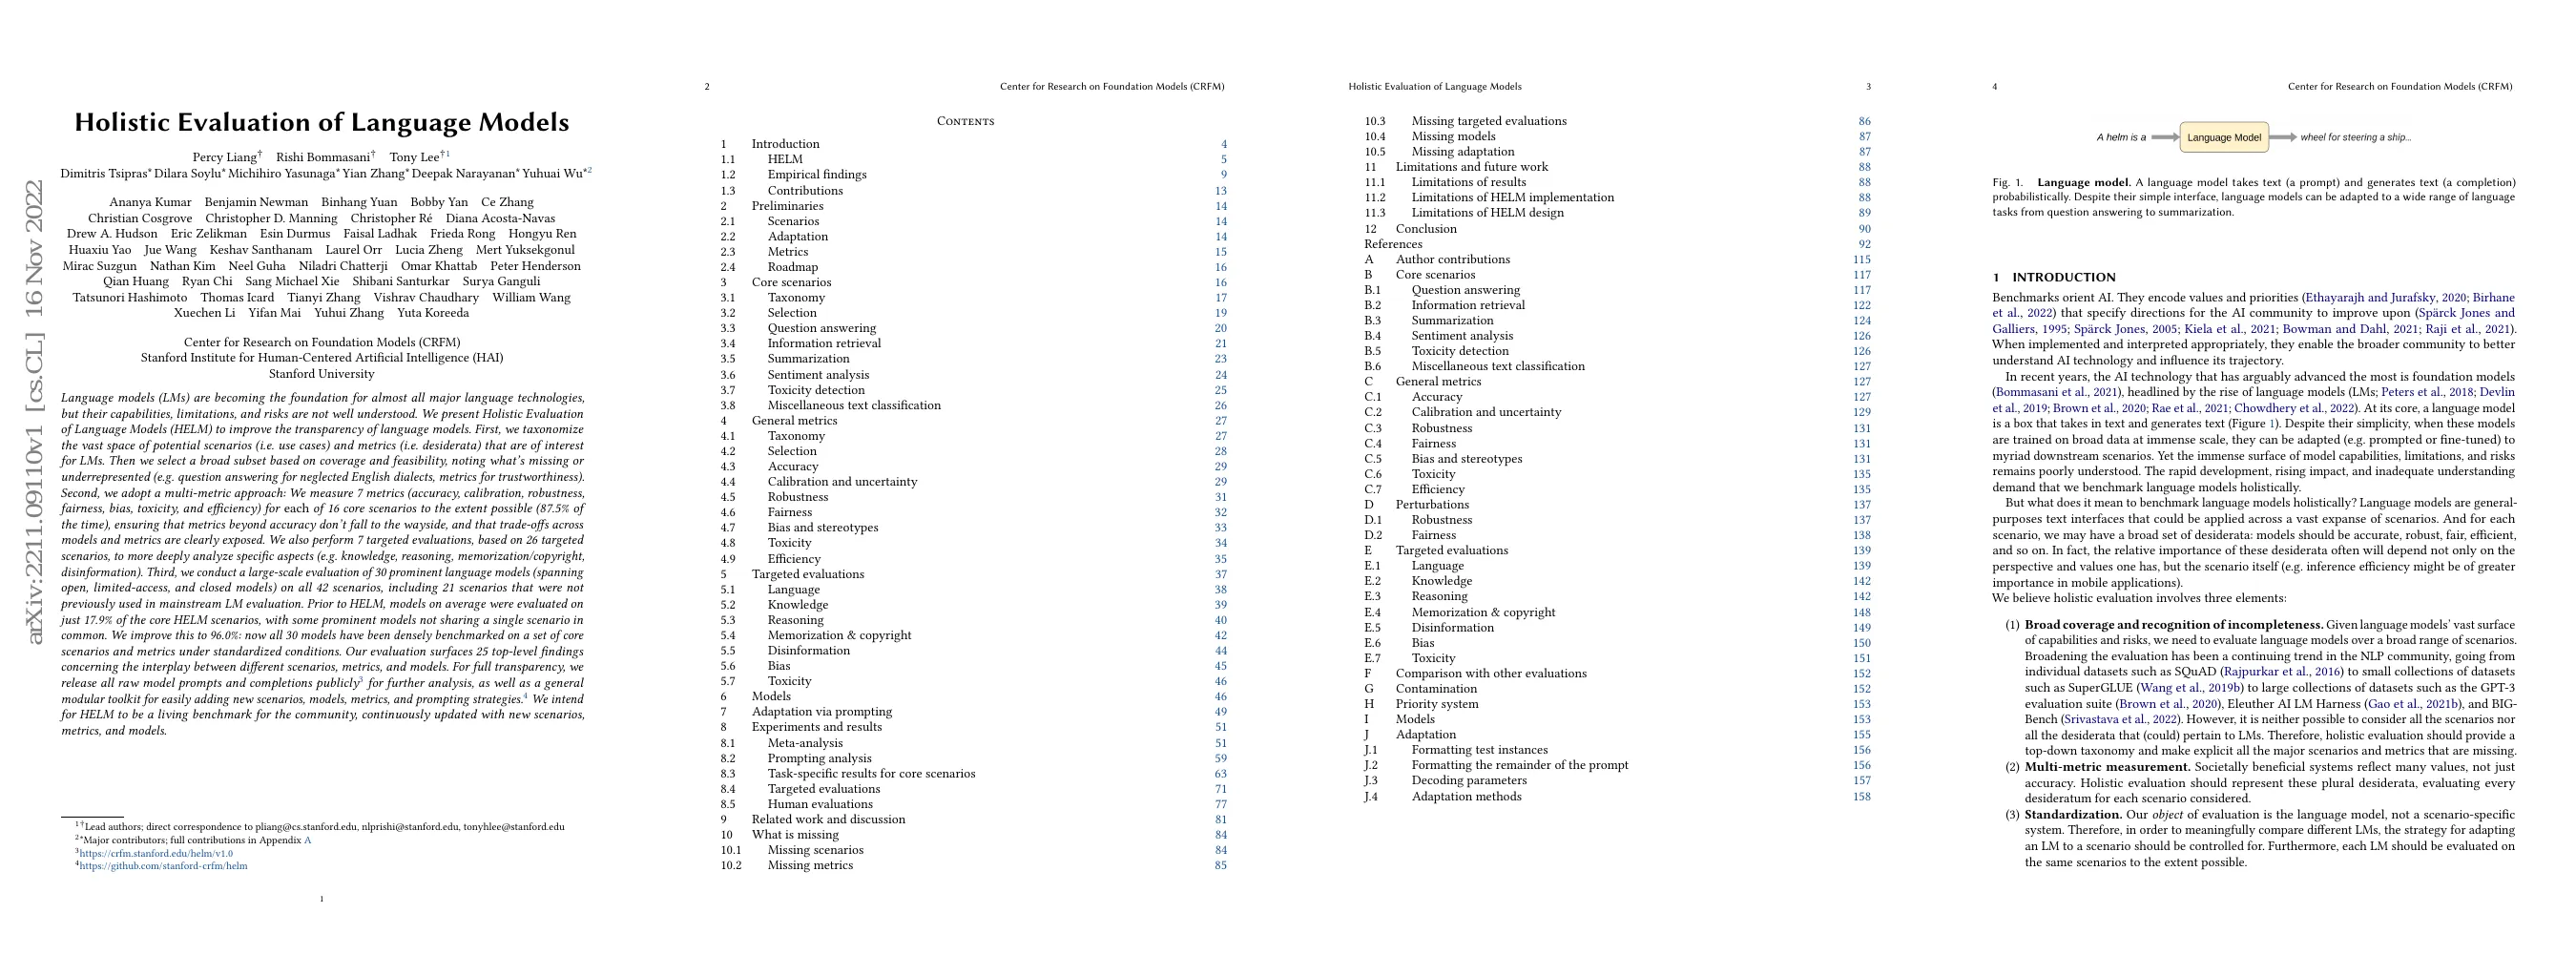 arXiv:2211.09110v1 [cs.CL] 16 Nov 2022
Holistic Evaluation of Language Models
Percy Liang† Rishi Bommasani† Tony Lee†1
Dimitris Tsipras* Dilara Soylu* Michihiro Yasunaga* Yian Zhang* Deepak Narayanan* Yuhuai Wu*2
Ananya Kumar Benjamin Newman Binhang Yuan Bobby Yan Ce Zhang
Christian Cosgrove Christopher D. Manning Christopher Ré Diana Acosta-Navas
Drew A. Hudson Eric Zelikman Esin Durmus Faisal Ladhak Frieda Rong Hongyu Ren
Huaxiu Yao Jue Wang Keshav Santhanam Laurel Orr Lucia Zheng Mert Yuksekgonul
Mirac Suzgun Nathan Kim Neel Guha Niladri Chatterji Omar Khattab Peter Henderson
Qian Huang Ryan Chi Sang Michael Xie Shibani Santurkar Surya Ganguli
Tatsunori Hashimoto Thomas Icard Tianyi Zhang Vishrav Chaudhary William Wang
Xuechen Li Yifan Mai Yuhui Zhang Yuta Koreeda
Center for Research on Foundation Models (CRFM)
Stanford Institute for Human-Centered Artificial Intelligence (HAI)
Stanford University
Language models (LMs) are becoming the foundation for almost all major language technologies,
but their capabilities, limitations, and risks are not well understood. We present Holistic Evaluation
of Language Models (HELM) to improve the transparency of language models. First, we taxonomize
the vast space of potential scenarios (i.e. use cases) and metrics (i.e. desiderata) that are of interest
for LMs. Then we select a broad subset based on coverage and feasibility, noting what's missing or
underrepresented (e.g. question answering for neglected English dialects, metrics for trustworthiness).
Second, we adopt a multi-metric approach: We measure 7 metrics (accuracy, calibration, robustness,
fairness, bias, toxicity, and efficiency) for each of 16 core scenarios to the extent possible (87.5% of
the time), ensuring that metrics beyond accuracy don't fall to the wayside, and that trade-offs across
models and metrics are clearly exposed. We also perform 7 targeted evaluations, based on 26 targeted
scenarios, to more deeply analyze specific aspects (e.g. knowledge, reasoning, memorization/copyright,
disinformation). Third, we conduct a large-scale evaluation of 30 prominent language models (spanning
open, limited-access, and closed models) on all 42 scenarios, including 21 scenarios that were not
previously used in mainstream LM evaluation. Prior to HELM, models on average were evaluated on
just 17.9% of the core HELM scenarios, with some prominent models not sharing a single scenario in
common. We improve this to 96.0%: now all 30 models have been densely benchmarked on a set of core
scenarios and metrics under standardized conditions. Our evaluation surfaces 25 top-level findings
concerning the interplay between different scenarios, metrics, and models. For full transparency, we
release all raw model prompts and completions publicly3 for further analysis, as well as a general
modular toolkit for easily adding new scenarios, models, metrics, and prompting strategies.4 We intend
for HELM to be a living benchmark for the community, continuously updated with new scenarios,
metrics, and models.
1†Lead authors; direct correspondence to pliang@cs.stanford.edu, nlprishi@stanford.edu, tonyhlee@stanford.edu
2*Major contributors; full contributions in Appendix A
3https://crfm.stanford.edu/helm/v1.0
4https://github.com/stanford-crfm/helm
1
2 Center for Research on Foundation Models (CRFM)
Contents
1 Introduction 4
1.1 HELM 5
1.2 Empirical findings 9
1.3 Contributions 13
2 Preliminaries 14
2.1 Scenarios 14
2.2 Adaptation 14
2.3 Metrics 15
2.4 Roadmap 16
3 Core scenarios 16
3.1 Taxonomy 17
3.2 Selection 19
3.3 Question answering 20
3.4 Information retrieval 21
3.5 Summarization 23
3.6 Sentiment analysis 24
3.7 Toxicity detection 25
3.8 Miscellaneous text classification 26
4 General metrics 27
4.1 Taxonomy 27
4.2 Selection 28
4.3 Accuracy 29
4.4 Calibration and uncertainty 29
4.5 Robustness 31
4.6 Fairness 32
4.7 Bias and stereotypes 33
4.8 Toxicity 34
4.9 Efficiency 35
5 Targeted evaluations 37
5.1 Language 38
5.2 Knowledge 39
5.3 Reasoning 40
5.4 Memorization & copyright 42
5.5 Disinformation 44
5.6 Bias 45
5.7 Toxicity 46
6 Models 46
7 Adaptation via prompting 49
8 Experiments and results 51
8.1 Meta-analysis 51
8.2 Prompting analysis 59
8.3 Task-specific results for core scenarios 63
8.4 Targeted evaluations 71
8.5 Human evaluations 77
9 Related work and discussion 81
10 What is missing 84
10.1 Missing scenarios 84
10.2 Missing metrics 85
Holistic Evaluation of Language Models 3
10.3 Missing targeted evaluations 86
10.4 Missing models 87
10.5 Missing adaptation 87
11 Limitations and future work 88
11.1 Limitations of results 88
11.2 Limitations of HELM implementation 88
11.3 Limitations of HELM design 89
12 Conclusion 90
References 92
A Author contributions 115
B Core scenarios 117
B.1 Question answering 117
B.2 Information retrieval 122
B.3 Summarization 124
B.4 Sentiment analysis 126
B.5 Toxicity detection 126
B.6 Miscellaneous text classification 127
C General metrics 127
C.1 Accuracy 127
C.2 Calibration and uncertainty 129
C.3 Robustness 131
C.4 Fairness 131
C.5 Bias and stereotypes 131
C.6 Toxicity 135
C.7 Efficiency 135
D Perturbations 137
D.1 Robustness 137
D.2 Fairness 138
E Targeted evaluations 139
E.1 Language 139
E.2 Knowledge 142
E.3 Reasoning 142
E.4 Memorization & copyright 148
E.5 Disinformation 149
E.6 Bias 150
E.7 Toxicity 151
F Comparison with other evaluations 152
G Contamination 152
H Priority system 153
I Models 153
J Adaptation 155
J.1 Formatting test instances 156
J.2 Formatting the remainder of the prompt 156
J.3 Decoding parameters 157
J.4 Adaptation methods 158
4 Center for Research on Foundation Models (CRFM)
A helm is a Language Model wheel for steering a ship...
Fig. 1. Language model. A language model takes text (a prompt) and generates text (a completion)
probabilistically. Despite their simple interface, language models can be adapted to a wide range of language
tasks from question answering to summarization.
1 INTRODUCTION
Benchmarks orient AI. They encode values and priorities (Ethayarajh and Jurafsky, 2020; Birhane
et al., 2022) that specify directions for the AI community to improve upon (Spärck Jones and
Galliers, 1995; Spärck Jones, 2005; Kiela et al., 2021; Bowman and Dahl, 2021; Raji et al., 2021).
When implemented and interpreted appropriately, they enable the broader community to better
understand AI technology and influence its trajectory.
In recent years, the AI technology that has arguably advanced the most is foundation models
(Bommasani et al., 2021), headlined by the rise of language models (LMs; Peters et al., 2018; Devlin
et al., 2019; Brown et al., 2020; Rae et al., 2021; Chowdhery et al., 2022). At its core, a language model
is a box that takes in text and generates text (Figure 1). Despite their simplicity, when these models
are trained on broad data at immense scale, they can be adapted (e.g. prompted or fine-tuned) to
myriad downstream scenarios. Yet the immense surface of model capabilities, limitations, and risks
remains poorly understood. The rapid development, rising impact, and inadequate understanding
demand that we benchmark language models holistically.
But what does it mean to benchmark language models holistically? Language models are general-
purposes text interfaces that could be applied across a vast expanse of scenarios. And for each
scenario, we may have a broad set of desiderata: models should be accurate, robust, fair, efficient,
and so on. In fact, the relative importance of these desiderata often will depend not only on the
perspective and values one has, but the scenario itself (e.g. inference efficiency might be of greater
importance in mobile applications).
We believe holistic evaluation involves three elements:
(1) Broad coverage and recognition of incompleteness. Given language models' vast surface
of capabilities and risks, we need to evaluate language models over a broad range of scenarios.
Broadening the evaluation has been a continuing trend in the NLP community, going from
individual datasets such as SQuAD (Rajpurkar et al., 2016) to small collections of datasets
such as SuperGLUE (Wang et al., 2019b) to large collections of datasets such as the GPT-3
evaluation suite (Brown et al., 2020), Eleuther AI LM Harness (Gao et al., 2021b), and BIG-
Bench (Srivastava et al., 2022). However, it is neither possible to consider all the scenarios nor
all the desiderata that (could) pertain to LMs. Therefore, holistic evaluation should provide a
top-down taxonomy and make explicit all the major scenarios and metrics that are missing.
(2) Multi-metric measurement. Societally beneficial systems reflect many values, not just
accuracy. Holistic evaluation should represent these plural desiderata, evaluating every
desideratum for each scenario considered.
(3) Standardization. Our object of evaluation is the language model, not a scenario-specific
system. Therefore, in order to meaningfully compare different LMs, the strategy for adapting
an LM to a scenario should be controlled for. Furthermore, each LM should be evaluated on
the same scenarios to the extent possible.